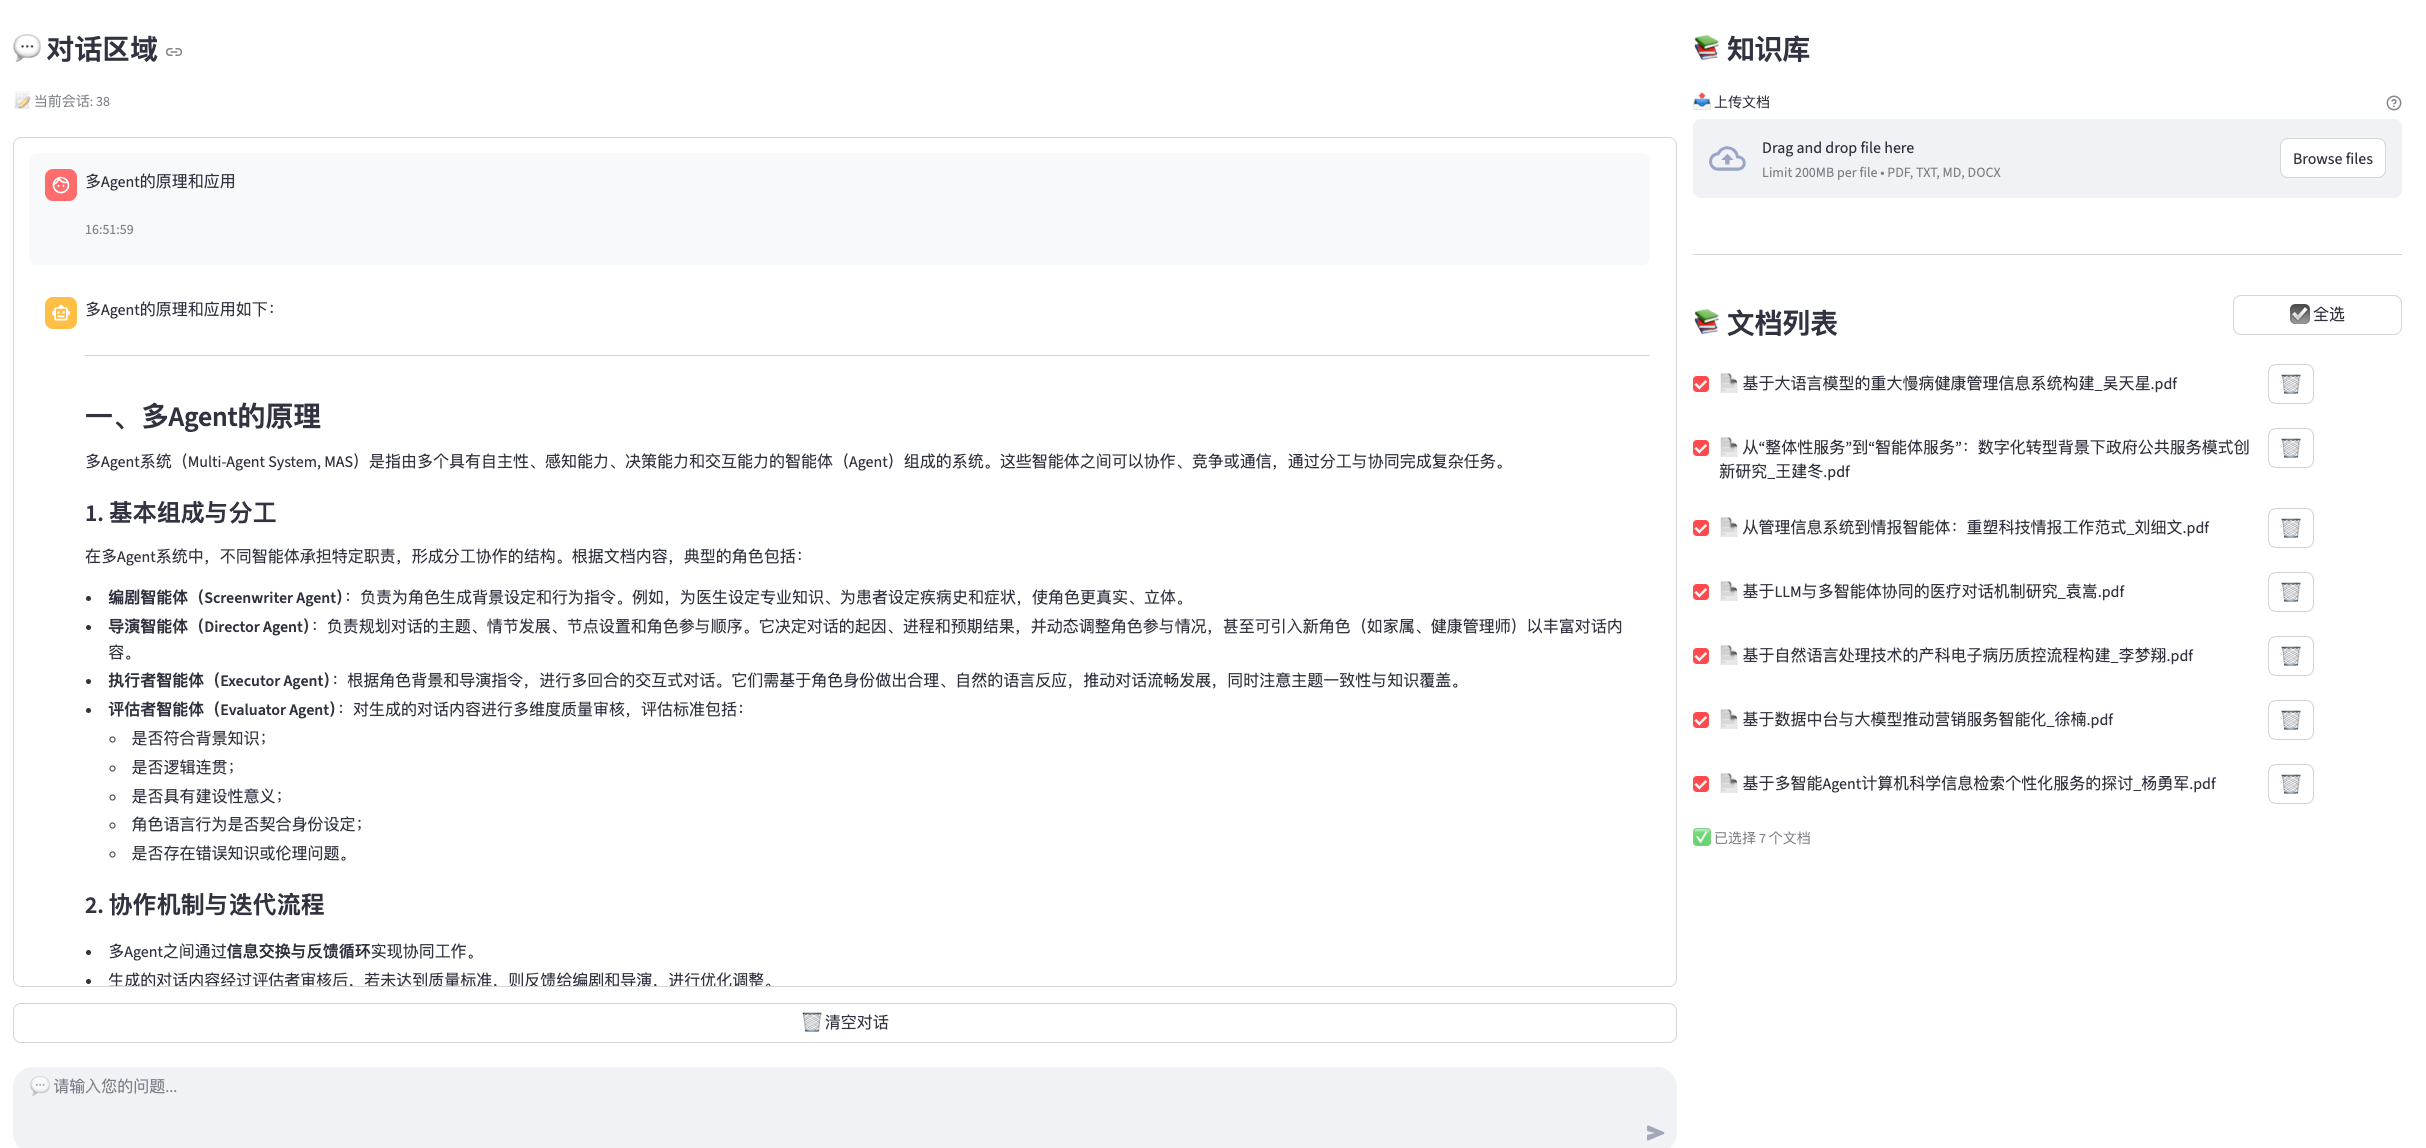 💬 对话区域
📝 当前会话: 38
多Agent的原理和应用
16:51:59
多Agent的原理和应用如下：
一、多Agent的原理
多Agent系统（Multi-Agent System, MAS）是指由多个具有自主性、感知能力、决策能力和交互能力的智能体（Agent）组成的系统。这些智能体之间可以协作、竞争或通信，通过分工与协同完成复杂任务。
1. 基本组成与分工
在多Agent系统中，不同智能体承担特定职责，形成分工协作的结构。根据文档内容，典型的角色包括：
• 编剧智能体（Screenwriter Agent）：负责为角色生成背景设定和行为指令。例如，为医生设定专业知识、为患者设定疾病史和症状，使角色更真实、立体。
• 导演智能体（Director Agent）：负责规划对话的主题、情节发展、节点设置和角色参与顺序。它决定对话的起因、进程和预期结果，并动态调整角色参与情况，甚至可引入新角色（如家属、健康管理师）以丰富对话内
容。
• 执行者智能体（Executor Agent）：根据角色背景和导演指令，进行多回合的交互式对话。它们需基于角色身份做出合理、自然的语言反应，推动对话流畅发展，同时注意主题一致性与知识覆盖。
• 评估者智能体（Evaluator Agent）：对生成的对话内容进行多维度质量审核，评估标准包括：
◦ 是否符合背景知识；
◦ 是否逻辑连贯；
◦ 是否具有建设性意义；
◦ 角色语言行为是否契合身份设定；
◦ 是否存在错误知识或伦理问题。
2. 协作机制与迭代流程
• 多Agent之间通过信息交换与反馈循环实现协同工作。
• 生成的对话内容经过评估者审核后，若未达到质量标准，则反馈给编剧和导演，进行优化调整。
🗑️ 清空对话
💬 请输入您的问题...
📚 知识库
📤 上传文档
Drag and drop file here
Limit 200MB per file • PDF, TXT, MD, DOCX
Browse files
📚 文档列表
☑️ 全选
📄 基于大语言模型的重大慢病健康管理信息系统构建_吴天星.pdf
📄 从“整体性服务”到“智能体服务”：数字化转型背景下政府公共服务模式创
新研究_王建冬.pdf
📄 从管理信息系统到情报智能体：重塑科技情报工作范式_刘细文.pdf
📄 基于LLM与多智能体协同的医疗对话机制研究_袁嵩.pdf
📄 基于自然语言处理技术的产科电子病历质控流程构建_李梦翔.pdf
📄 基于数据中台与大模型推动营销服务智能化_徐楠.pdf
📄 基于多智能Agent计算机科学信息检索个性化服务的探讨_杨勇军.pdf
✅ 已选择 7 个文档